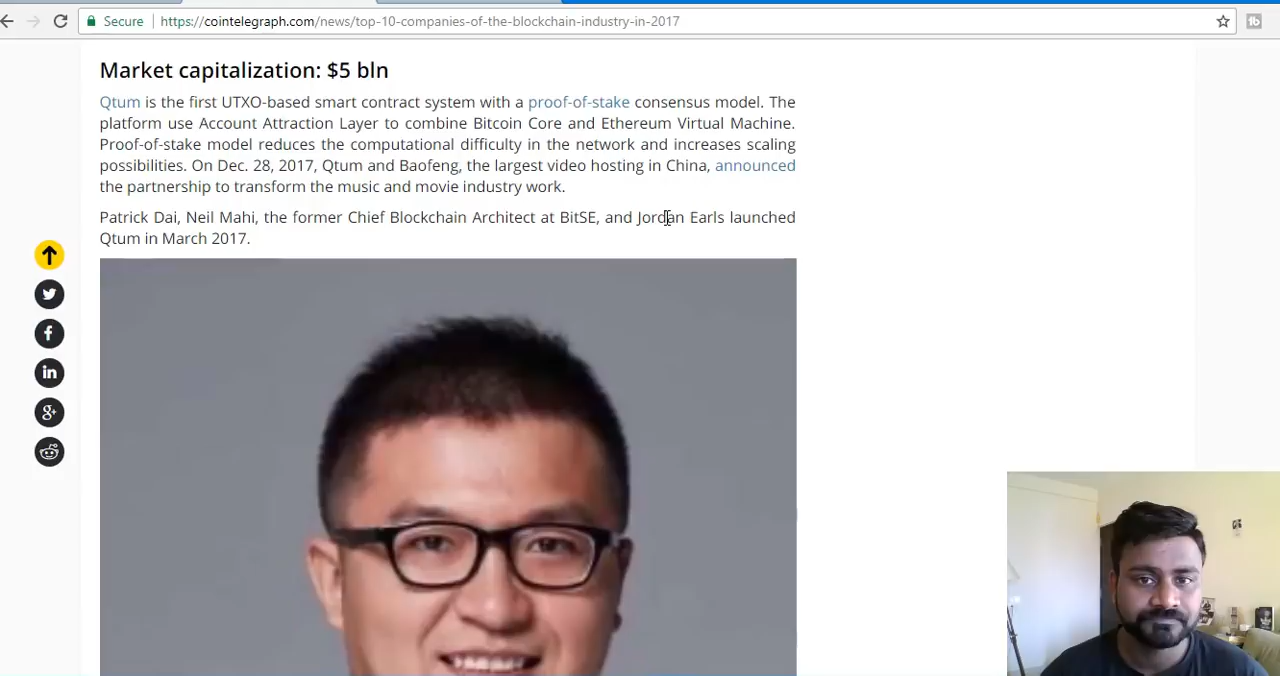 Secure | https://cointelegraph.com/news/top-10-companies-of-the-blockchain-industry-in-2017
Market capitalization: $5 bln
Qtum is the first UTXO-based smart contract system with a proof-of-stake consensus model. The
platform use Account Attraction Layer to combine Bitcoin Core and Ethereum Virtual Machine.
Proof-of-stake model reduces the computational difficulty in the network and increases scaling
possibilities. On Dec. 28, 2017, Qtum and Baofeng, the largest video hosting in China, announced
the partnership to transform the music and movie industry work.
Patrick Dai, Neil Mahi, the former Chief Blockchain Architect at BitSE, and Jordan Earls launched
Qtum in March 2017.
f
in
g+